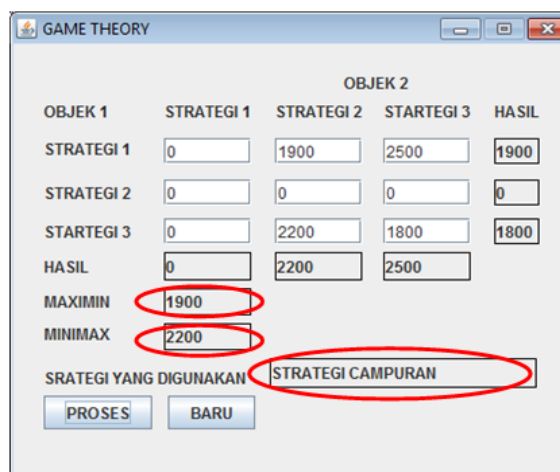 GAME THEORY
OBJEK 2
OBJEK 1 STRATEGI 1 STRATEGI 2 STARTEGI 3 HASIL
STRATEGI 1 0 1900 2500 1900
STRATEGI 2 0 0 0 0
STARTEGI 3 0 2200 1800 1800
HASIL 0 2200 2500
MAXIMIN 1900
MINIMAX 2200
SRATEGI YANG DIGUNAKAN STRATEGI CAMPURAN
PROSES BARU